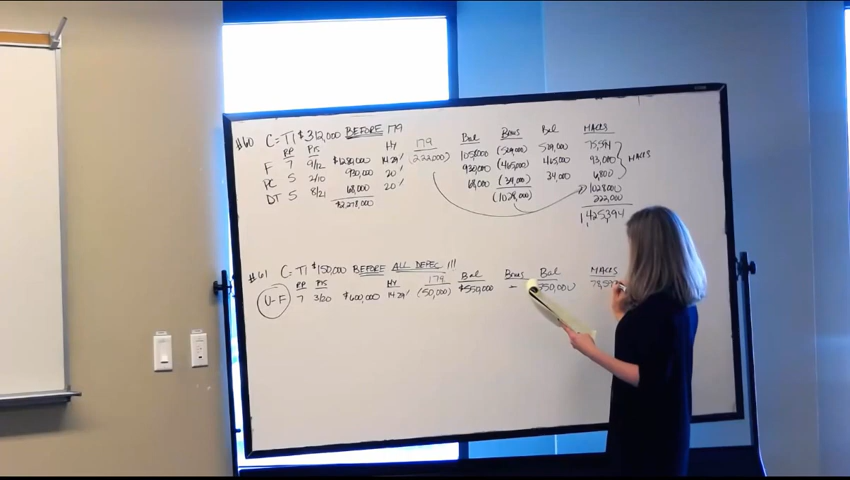 #60 C=TI $312,000 BEFORE 179
RP PIS HY 179 Bal Bonus Bal MACRS
F 7 9/12 $1280,000 14.29% (222,000) (529,000) 529,000 75,594
PC 5 2/10 930,000 20% 930,000 (465,000) 465,000 93,000 MACRS
DT 5 8/21 68,000 20% 68,000 (34,000) 34,000 6,800
$2,278,000 (1028,000) 1028,000
222,000
1,425,394
#61 C=TI $150,000 BEFORE ALL DEPEC !!!
RP PIS 179 Bal Bonus Bal MACRS
U-F 7 3/20 $600,000 14.29% (50,000) $550,000 - 550,000